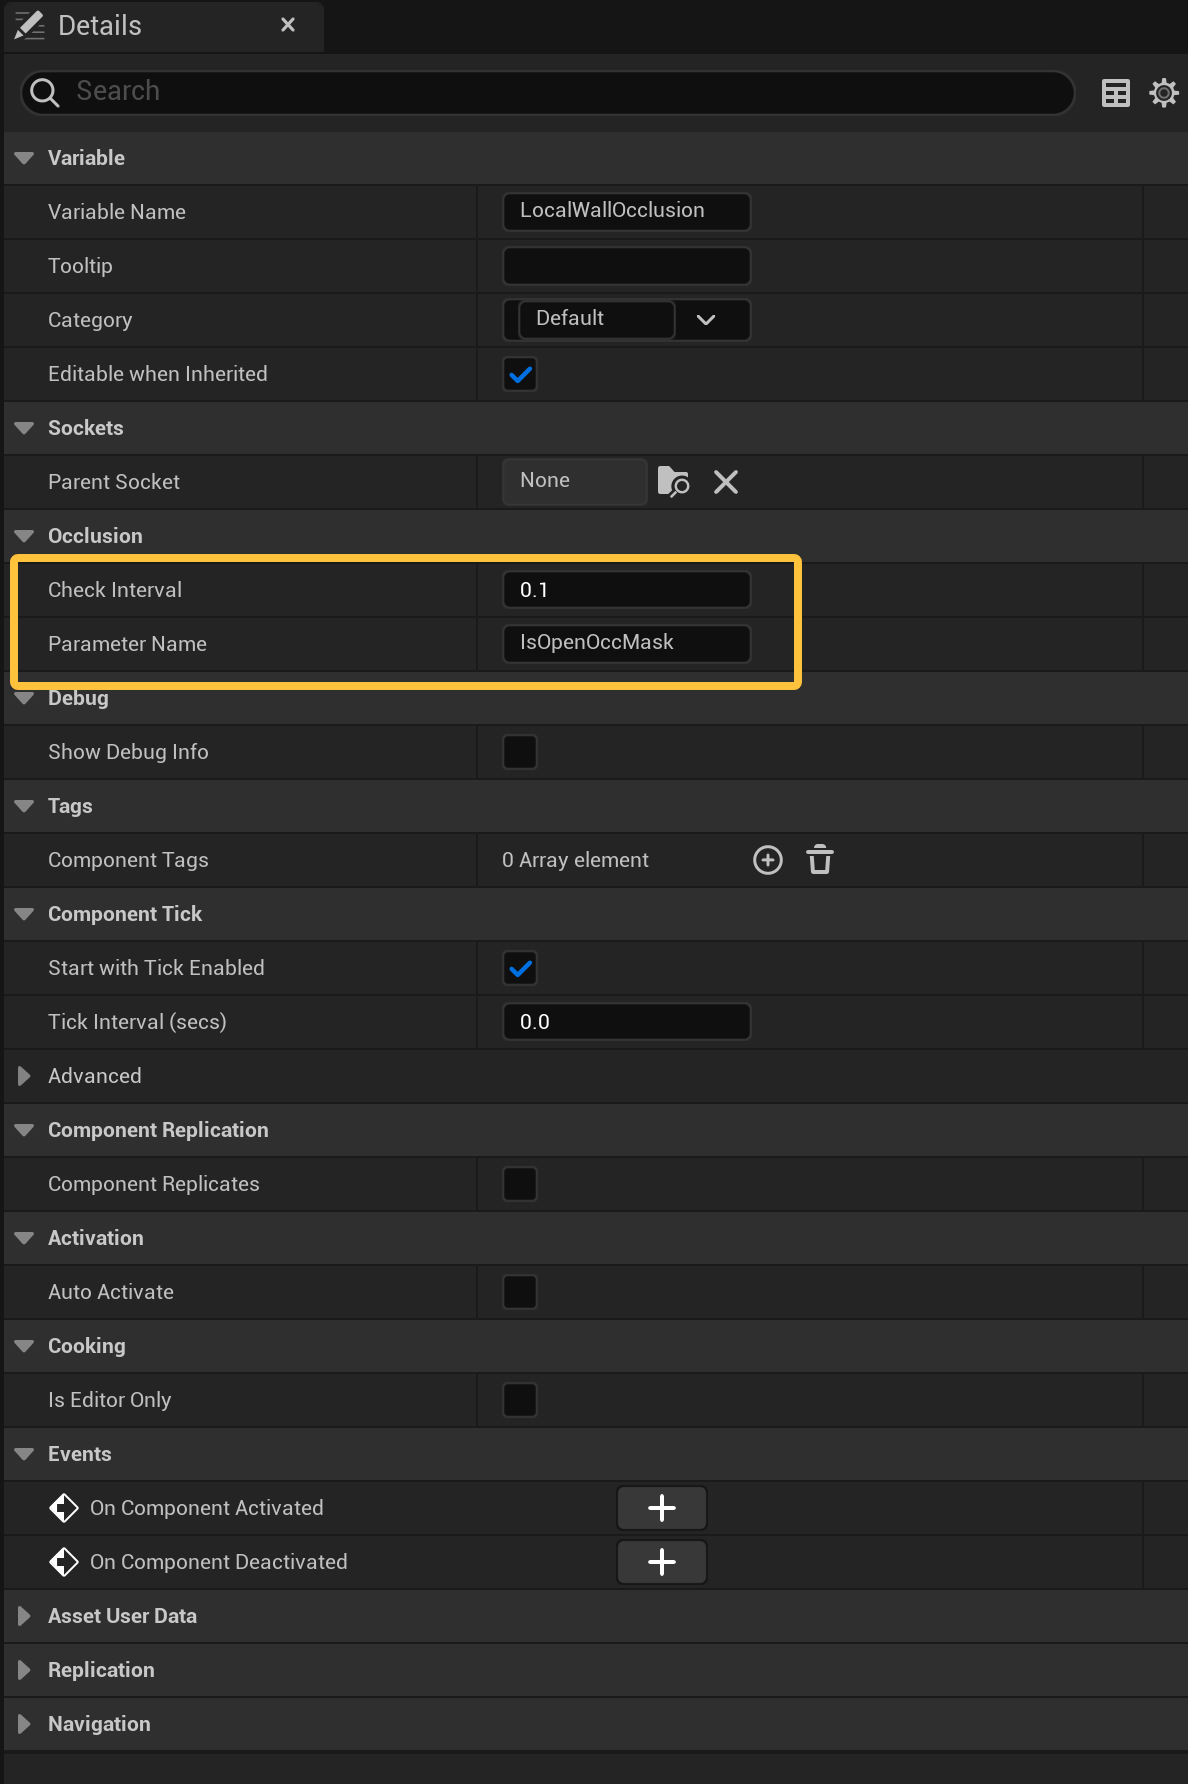 Details
Search
Variable
Variable Name LocalWallOcclusion
Tooltip
Category Default
Editable when Inherited
Sockets
Parent Socket None
Occlusion
Check Interval 0.1
Parameter Name IsOpenOccMask
Debug
Show Debug Info
Tags
Component Tags 0 Array element
Component Tick
Start with Tick Enabled
Tick Interval (secs) 0.0
Advanced
Component Replication
Component Replicates
Activation
Auto Activate
Cooking
Is Editor Only
Events
On Component Activated
On Component Deactivated
Asset User Data
Replication
Navigation